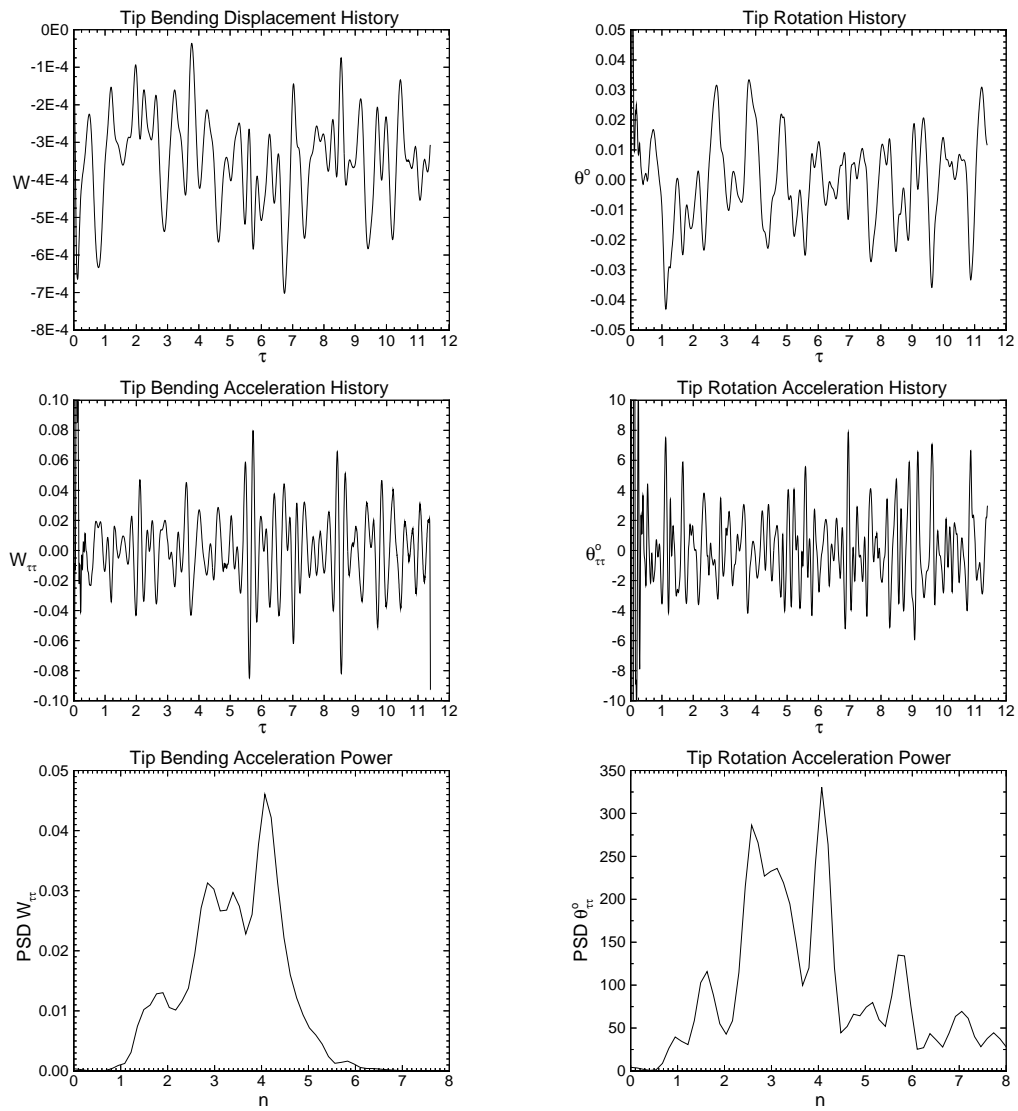 Tip Bending Displacement History
0E0
-1E-4
-2E-4
-3E-4
-4E-4
-5E-4
-6E-4
-7E-4
-8E-4
W
0 1 2 3 4 5 6 7 8 9 10 11 12
τ
Tip Rotation History
0.05
0.04
0.03
0.02
0.01
0.00
-0.01
-0.02
-0.03
-0.04
-0.05
θ°
0 1 2 3 4 5 6 7 8 9 10 11 12
τ
Tip Bending Acceleration History
0.10
0.08
0.06
0.04
0.02
0.00
-0.02
-0.04
-0.06
-0.08
-0.10
Wττ
0 1 2 3 4 5 6 7 8 9 10 11 12
τ
Tip Rotation Acceleration History
10
8
6
4
2
0
-2
-4
-6
-8
-10
θ°ττ
0 1 2 3 4 5 6 7 8 9 10 11 12
τ
Tip Bending Acceleration Power
0.05
0.04
0.03
0.02
0.01
0.00
PSD Wττ
0 1 2 3 4 5 6 7 8
n
Tip Rotation Acceleration Power
350
300
250
200
150
100
50
0
PSD θ°ττ
0 1 2 3 4 5 6 7 8
n